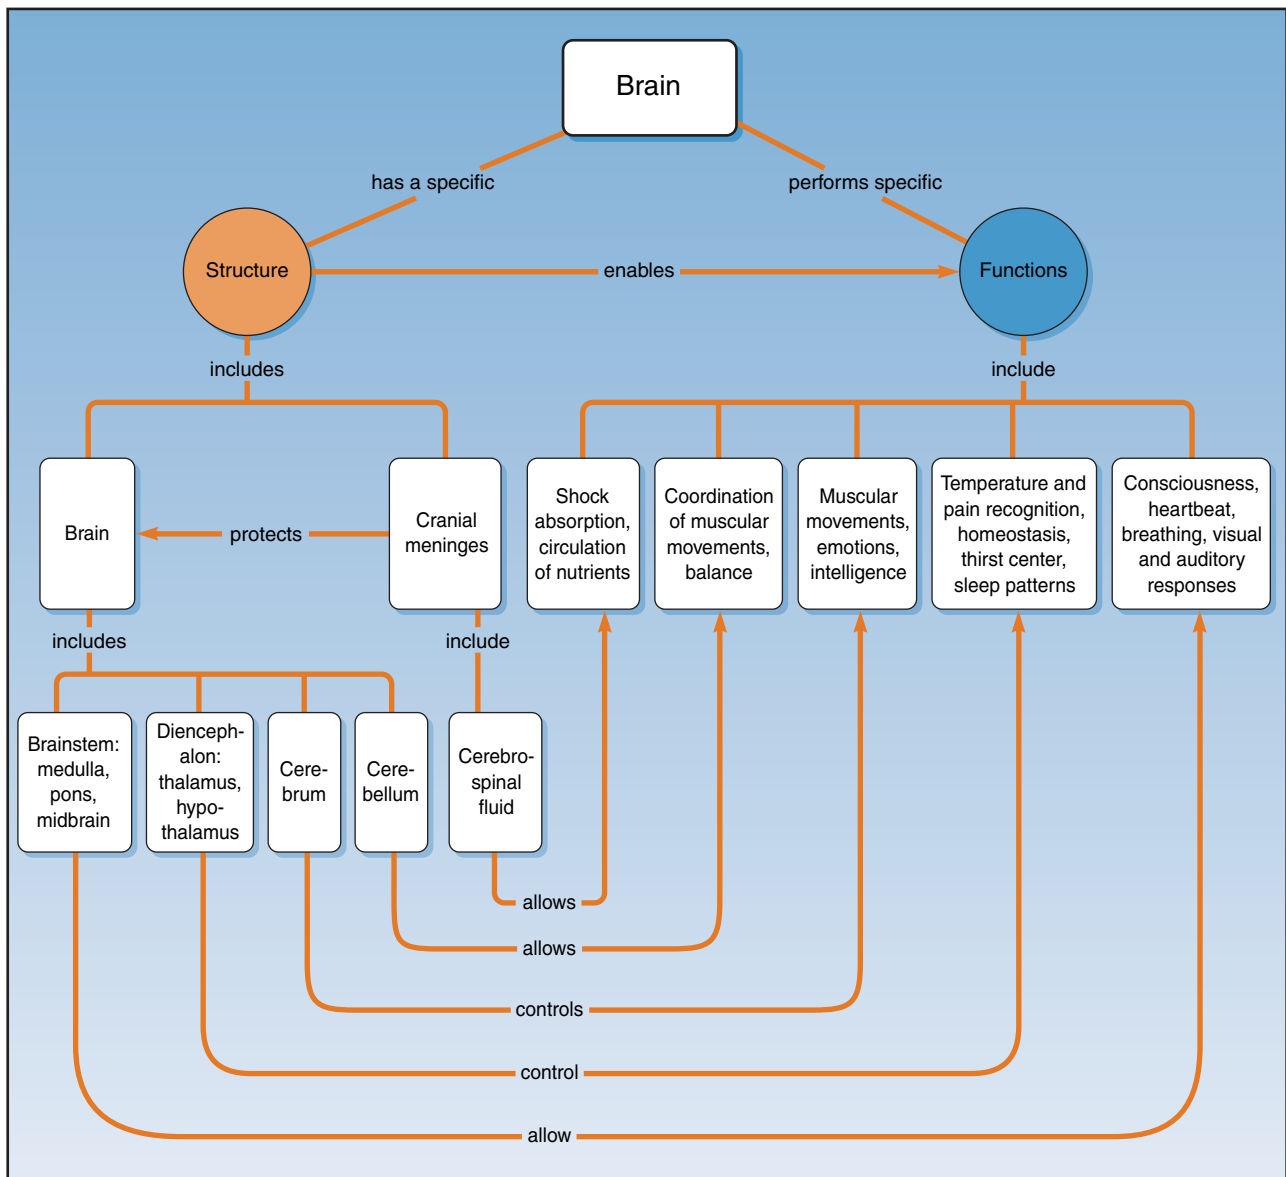 Brain
has a specific
performs specific
Structure
enables
Functions
includes
include
Brain
protects
Cranial
meninges
Shock
absorption,
circulation
of nutrients
Coordination
of muscular
movements,
balance
Muscular
movements,
emotions,
intelligence
Temperature and
pain recognition,
homeostasis,
thirst center,
sleep patterns
Consciousness,
heartbeat,
breathing, visual
and auditory
responses
includes
include
Brainstem:
medulla,
pons,
midbrain
Dienceph-
alon:
thalamus,
hypo-
thalamus
Cere-
brum
Cere-
bellum
Cerebro-
spinal
fluid
allows
allows
controls
control
allow